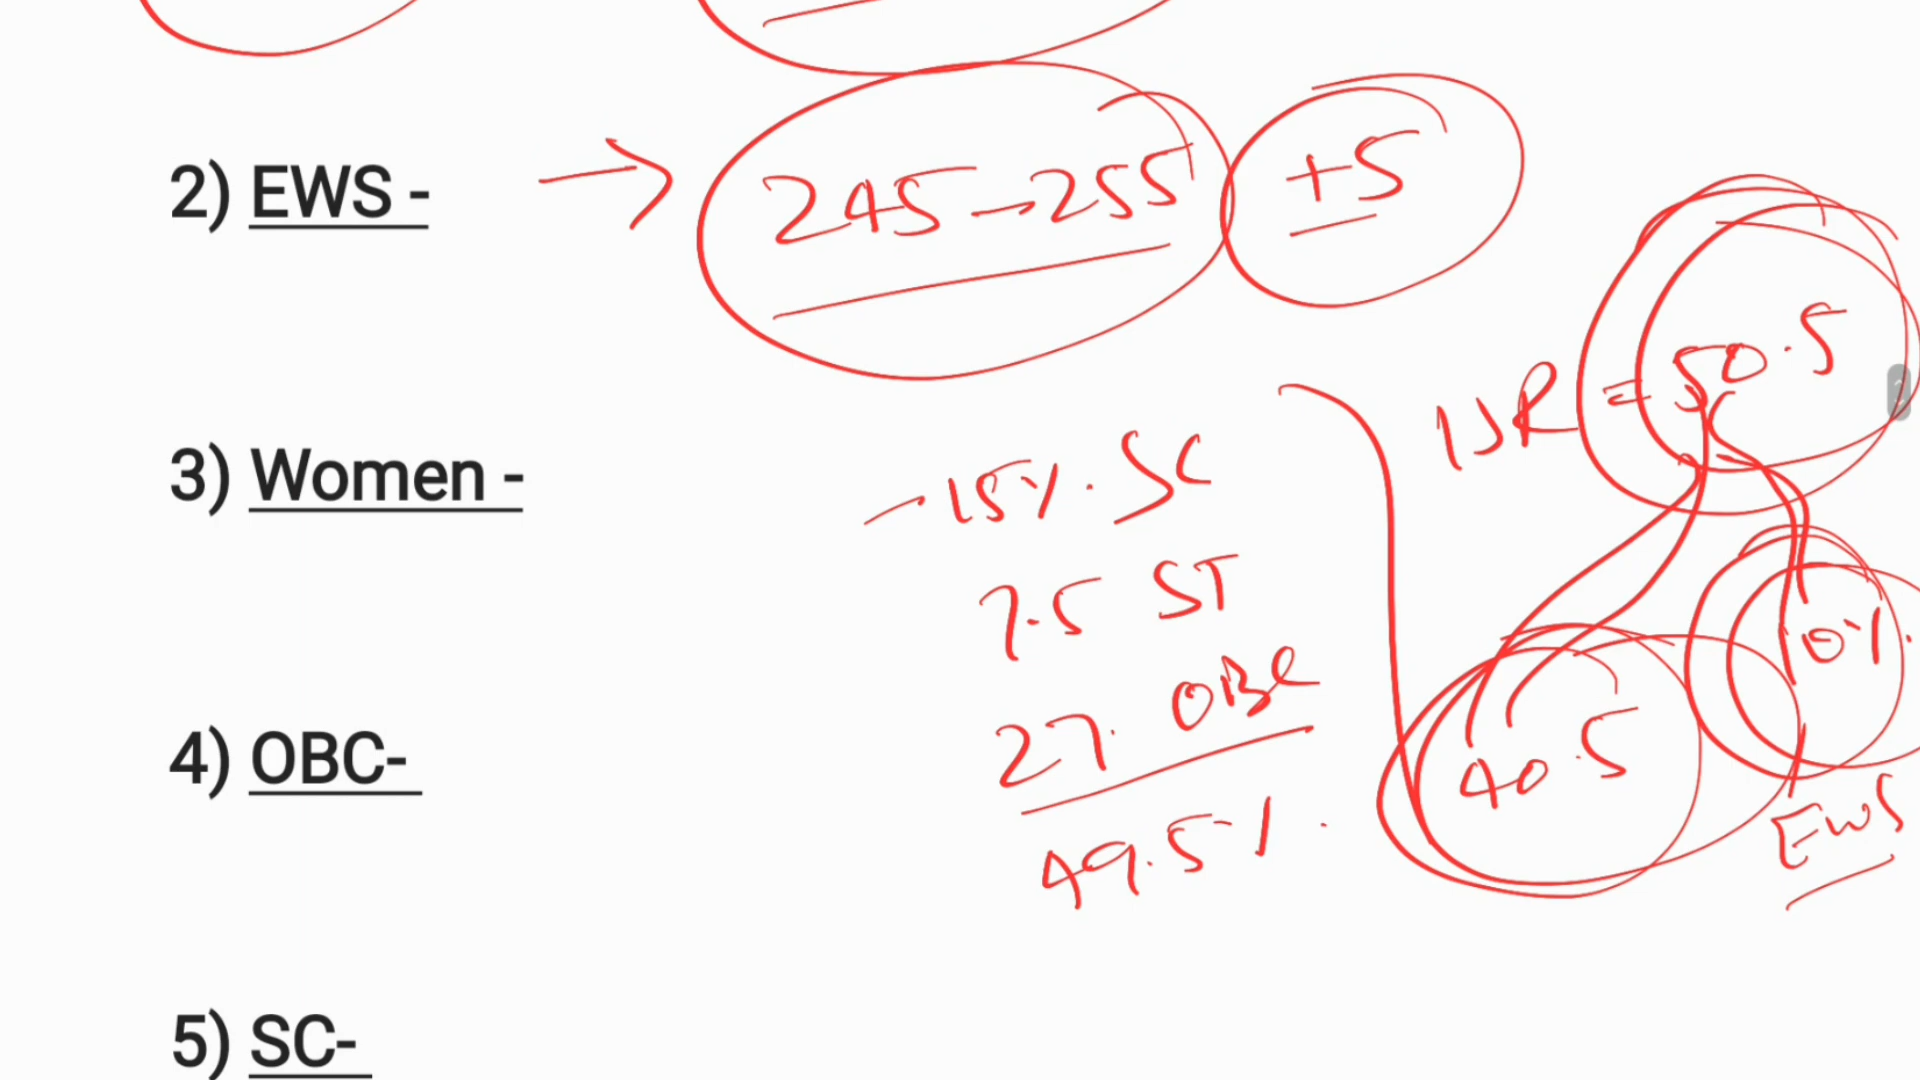 2) EWS - → 245 → 255 +5
UR = 50.5
3) Women -
- 15%. SC
7.5 ST
10%.
27. OBC
4) OBC-
40.5
EWS
49.5%.
5) SC-